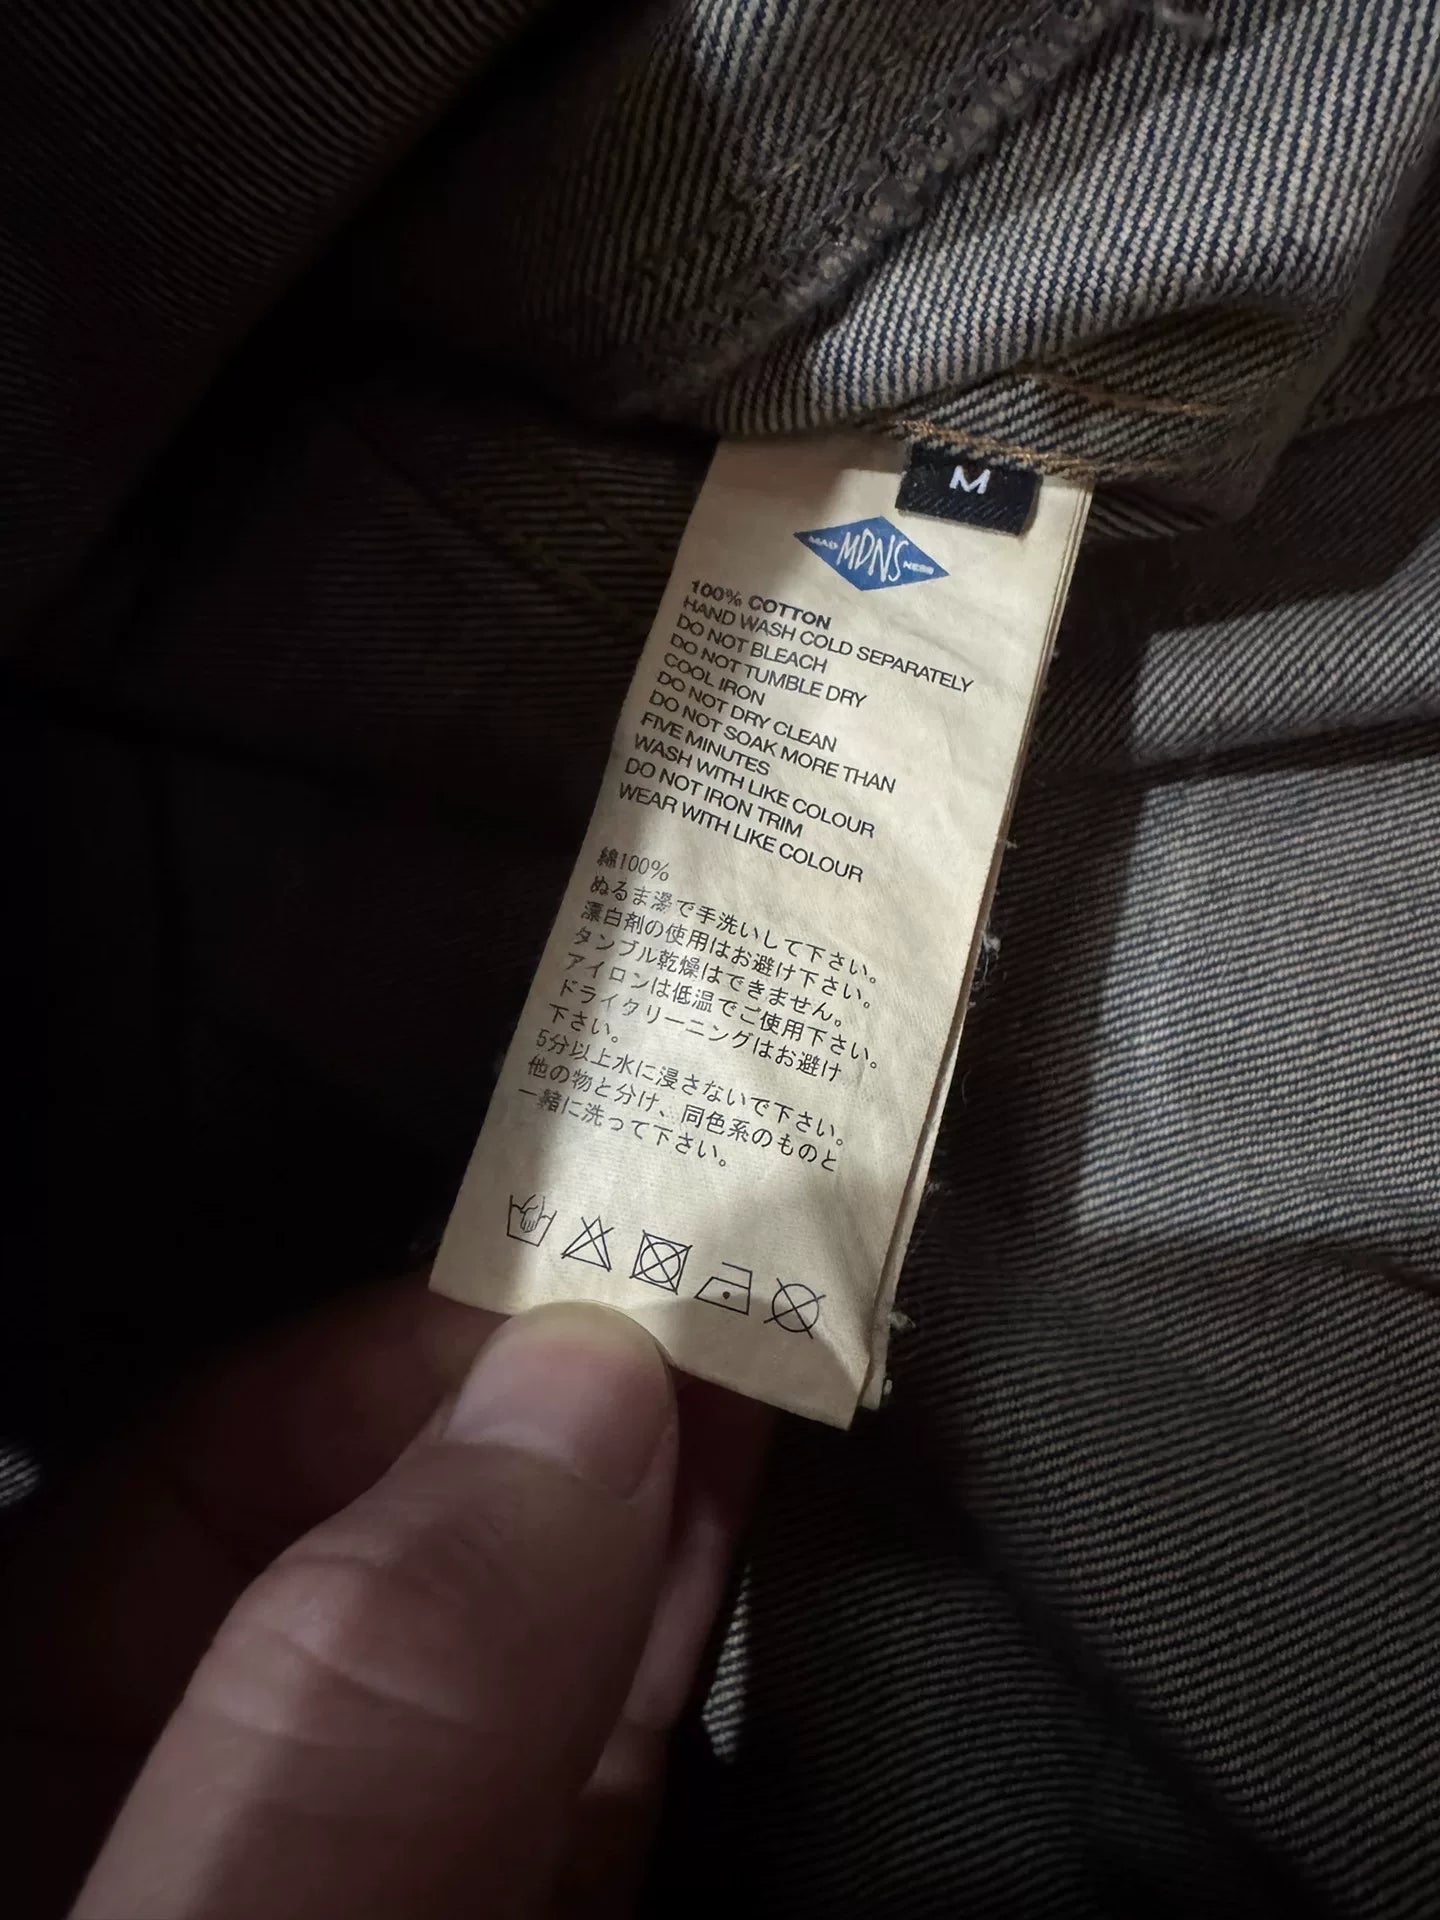 M
MAD MDNS NESS
100% COTTON
HAND WASH COLD SEPARATELY
DO NOT BLEACH
DO NOT TUMBLE DRY
COOL IRON
DO NOT DRY CLEAN
DO NOT SOAK MORE THAN
FIVE MINUTES
WASH WITH LIKE COLOUR
DO NOT IRON TRIM
WEAR WITH LIKE COLOUR
綿100%
ぬるま湯で手洗いして下さい。
漂白剤の使用はお避け下さい。
タンブル乾燥はできません。
アイロンは低温でご使用下さい。
ドライクリーニングはお避け
下さい。
5分以上水に浸さないで下さい。
他の物と分け、同色系のものと
一緒に洗って下さい。